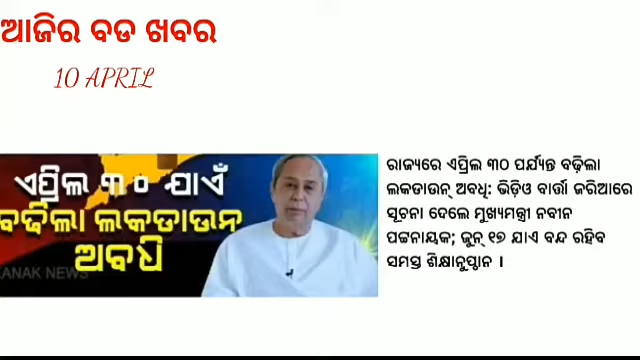 ଆଜିର ବଡ ଖବର
10 APRIL
ଏପ୍ରିଲ ୩୦ ଯାଏଁ
ବଢିଲା ଲକଡାଉନ
ଅବଧି
KANAK NEWS
ରାଜ୍ୟରେ ଏପ୍ରିଲ ୩୦ ପର୍ଯ୍ୟନ୍ତ ବଢ଼ିଲା
ଲକଡାଉନ୍ ଅବଧି: ଭିଡ଼ିଓ ବାର୍ତ୍ତା ଜରିଆରେ
ସୂଚନା ଦେଲେ ମୁଖ୍ୟମନ୍ତ୍ରୀ ନବୀନ
ପଟ୍ଟନାୟକ; ଜୁନ୍ ୧୭ ଯାଏ ବନ୍ଦ ରହିବ
ସମସ୍ତ ଶିକ୍ଷାନୁଷ୍ଠାନ ।